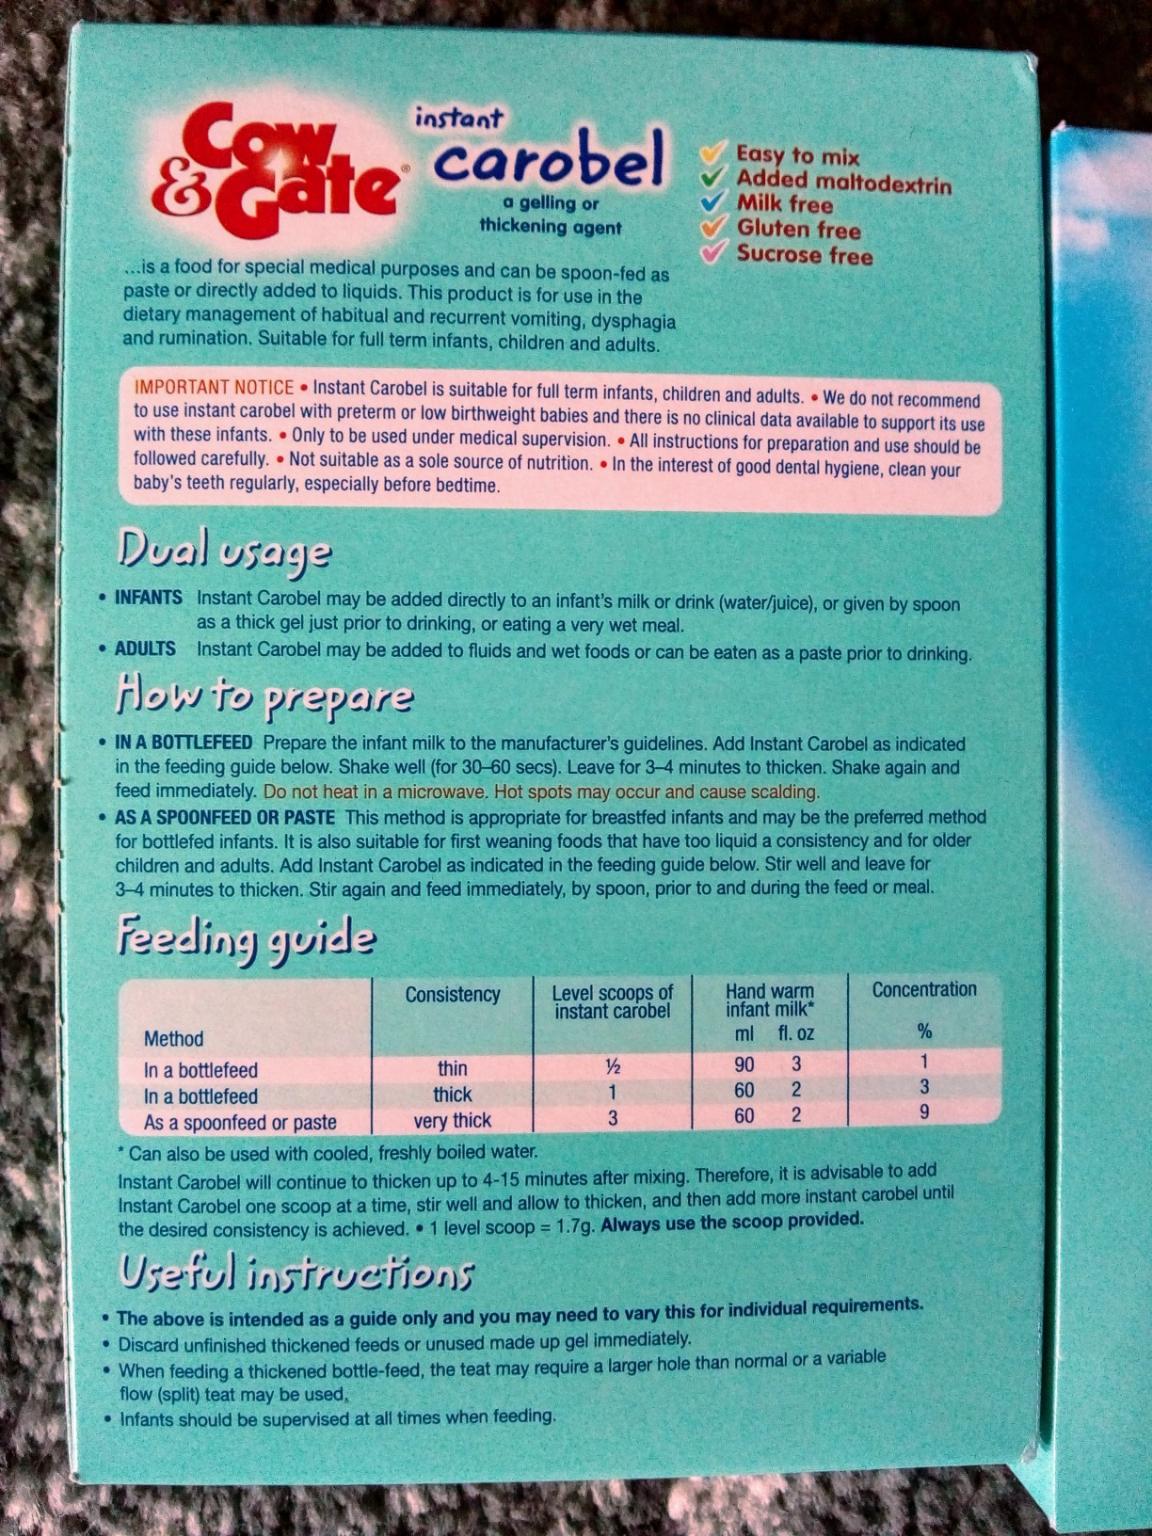 Cow
& Gate®
instant
carobel
a gelling or
thickening agent
Easy to mix
Added maltodextrin
Milk free
Gluten free
Sucrose free
...is a food for special medical purposes and can be spoon-fed as
paste or directly added to liquids. This product is for use in the
dietary management of habitual and recurrent vomiting, dysphagia
and rumination. Suitable for full term infants, children and adults.
IMPORTANT NOTICE • Instant Carobel is suitable for full term infants, children and adults. • We do not recommend
to use instant carobel with preterm or low birthweight babies and there is no clinical data available to support its use
with these infants. • Only to be used under medical supervision. • All instructions for preparation and use should be
followed carefully. • Not suitable as a sole source of nutrition. • In the interest of good dental hygiene, clean your
baby's teeth regularly, especially before bedtime.
Dual usage
• INFANTS Instant Carobel may be added directly to an infant's milk or drink (water/juice), or given by spoon
as a thick gel just prior to drinking, or eating a very wet meal.
• ADULTS Instant Carobel may be added to fluids and wet foods or can be eaten as a paste prior to drinking.
How to prepare
• IN A BOTTLEFEED Prepare the infant milk to the manufacturer's guidelines. Add Instant Carobel as indicated
in the feeding guide below. Shake well (for 30–60 secs). Leave for 3–4 minutes to thicken. Shake again and
feed immediately. Do not heat in a microwave. Hot spots may occur and cause scalding.
• AS A SPOONFEED OR PASTE This method is appropriate for breastfed infants and may be the preferred method
for bottlefed infants. It is also suitable for first weaning foods that have too liquid a consistency and for older
children and adults. Add Instant Carobel as indicated in the feeding guide below. Stir well and leave for
3–4 minutes to thicken. Stir again and feed immediately, by spoon, prior to and during the feed or meal.
Feeding guide
Consistency Level scoops of Hand warm Concentration
instant carobel infant milk*
Method ml fl. oz %
In a bottlefeed thin ½ 90 3 1
In a bottlefeed thick 1 60 2 3
As a spoonfeed or paste very thick 3 60 2 9
* Can also be used with cooled, freshly boiled water.
Instant Carobel will continue to thicken up to 4-15 minutes after mixing. Therefore, it is advisable to add
Instant Carobel one scoop at a time, stir well and allow to thicken, and then add more instant carobel until
the desired consistency is achieved. • 1 level scoop = 1.7g. Always use the scoop provided.
Useful instructions
• The above is intended as a guide only and you may need to vary this for individual requirements.
• Discard unfinished thickened feeds or unused made up gel immediately.
• When feeding a thickened bottle-feed, the teat may require a larger hole than normal or a variable
flow (split) teat may be used.
• Infants should be supervised at all times when feeding.